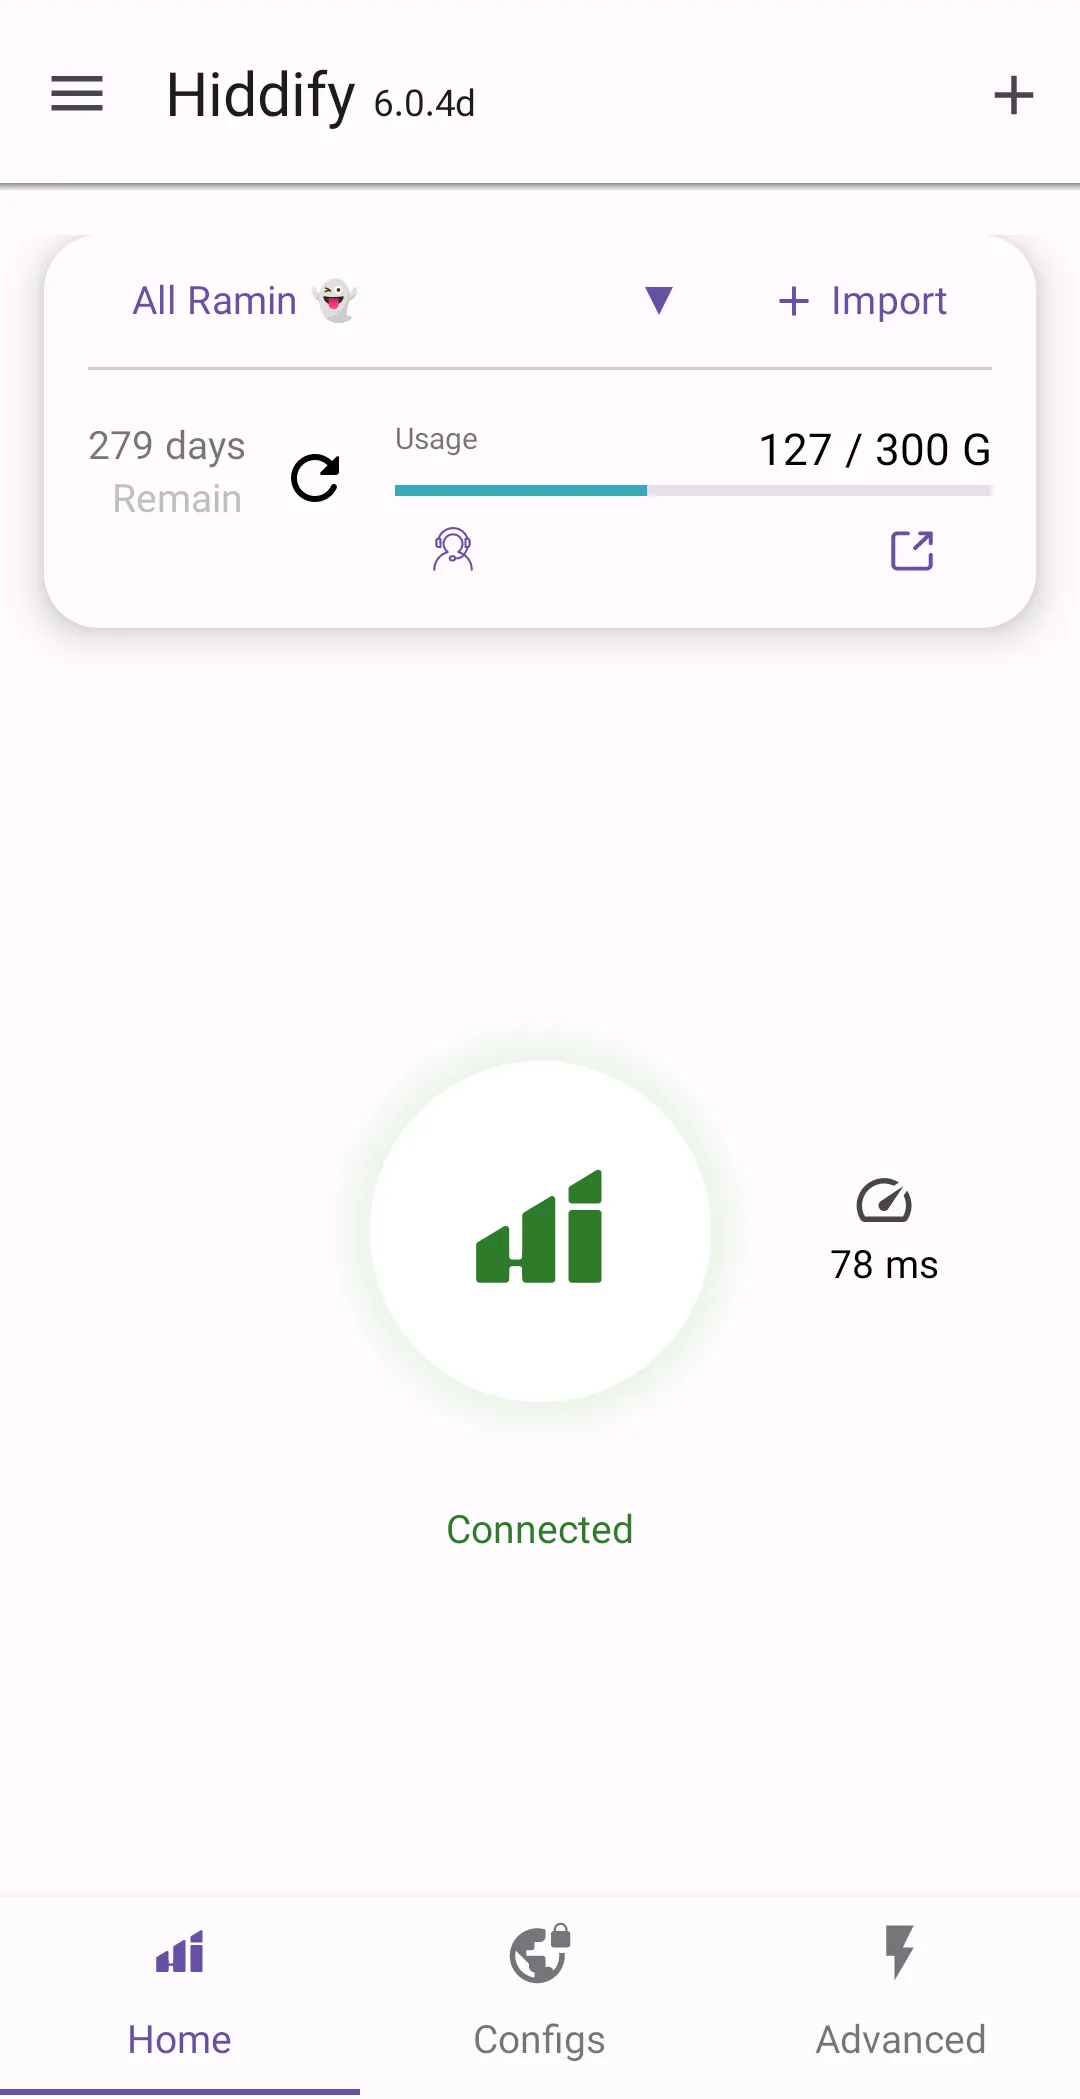 Hiddify 6.0.4d
All Ramin 👻 ▼ + Import
279 days
Remain
Usage
127 / 300 G
78 ms
Connected
Home
Configs
Advanced